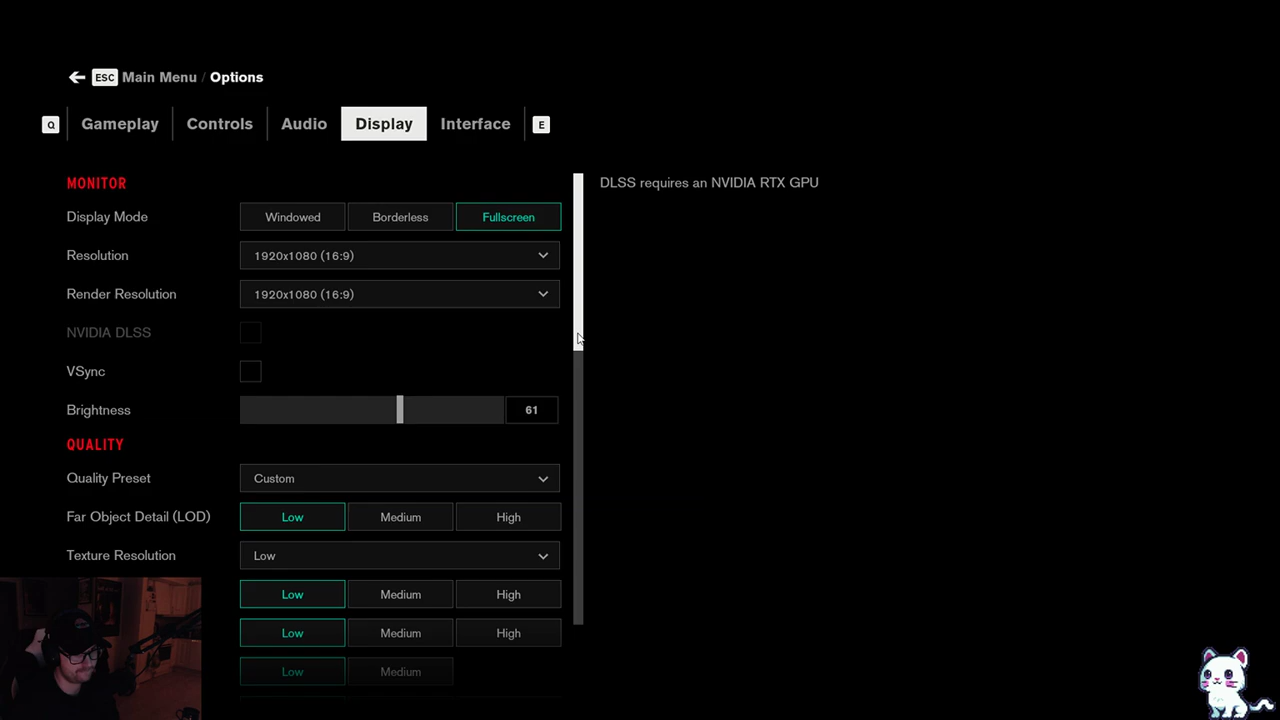 ESC Main Menu / Options
Q Gameplay Controls Audio Display Interface E
MONITOR
DLSS requires an NVIDIA RTX GPU
Display Mode Windowed Borderless Fullscreen
Resolution 1920x1080 (16:9)
Render Resolution 1920x1080 (16:9)
NVIDIA DLSS
VSync
Brightness 61
QUALITY
Quality Preset Custom
Far Object Detail (LOD) Low Medium High
Texture Resolution Low
Low Medium High
Low Medium High
Low Medium